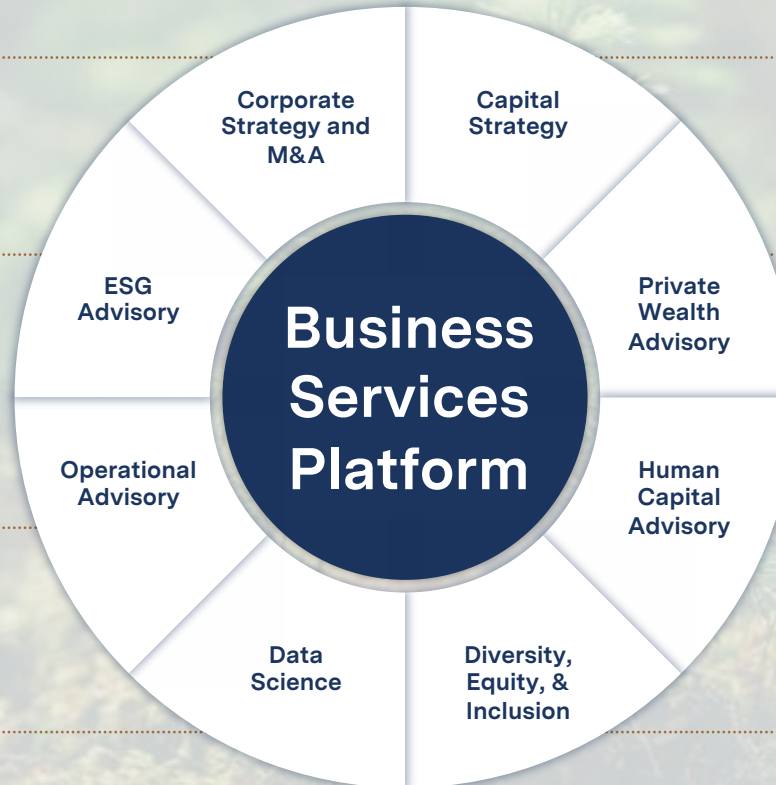 Corporate
Strategy and
M&A
Capital
Strategy
Private
Wealth
Advisory
Human
Capital
Advisory
Diversity,
Equity, &
Inclusion
Data
Science
Operational
Advisory
ESG
Advisory
Business
Services
Platform